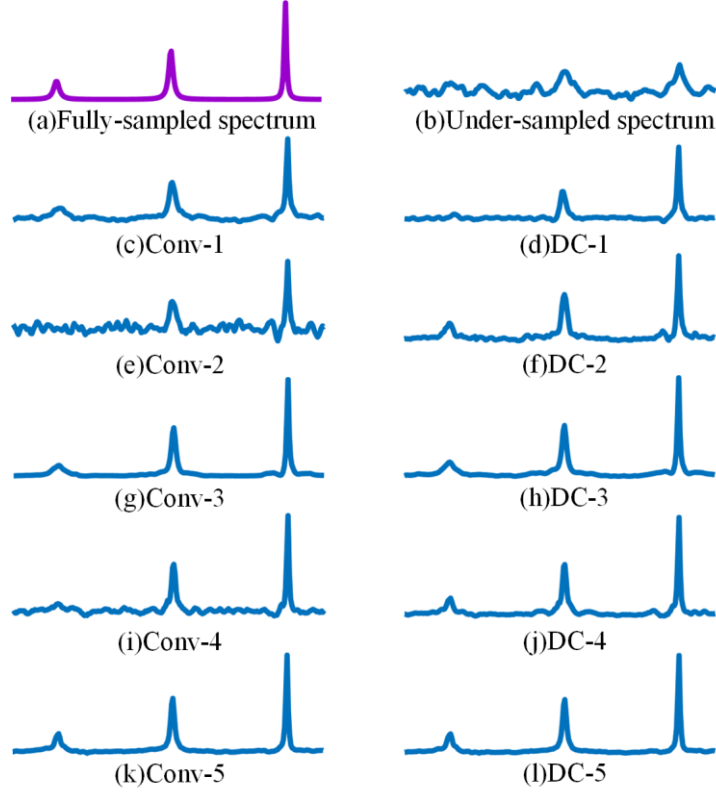 (a)Fully-sampled spectrum
(b)Under-sampled spectrum
(c)Conv-1
(d)DC-1
(e)Conv-2
(f)DC-2
(g)Conv-3
(h)DC-3
(i)Conv-4
(j)DC-4
(k)Conv-5
(l)DC-5